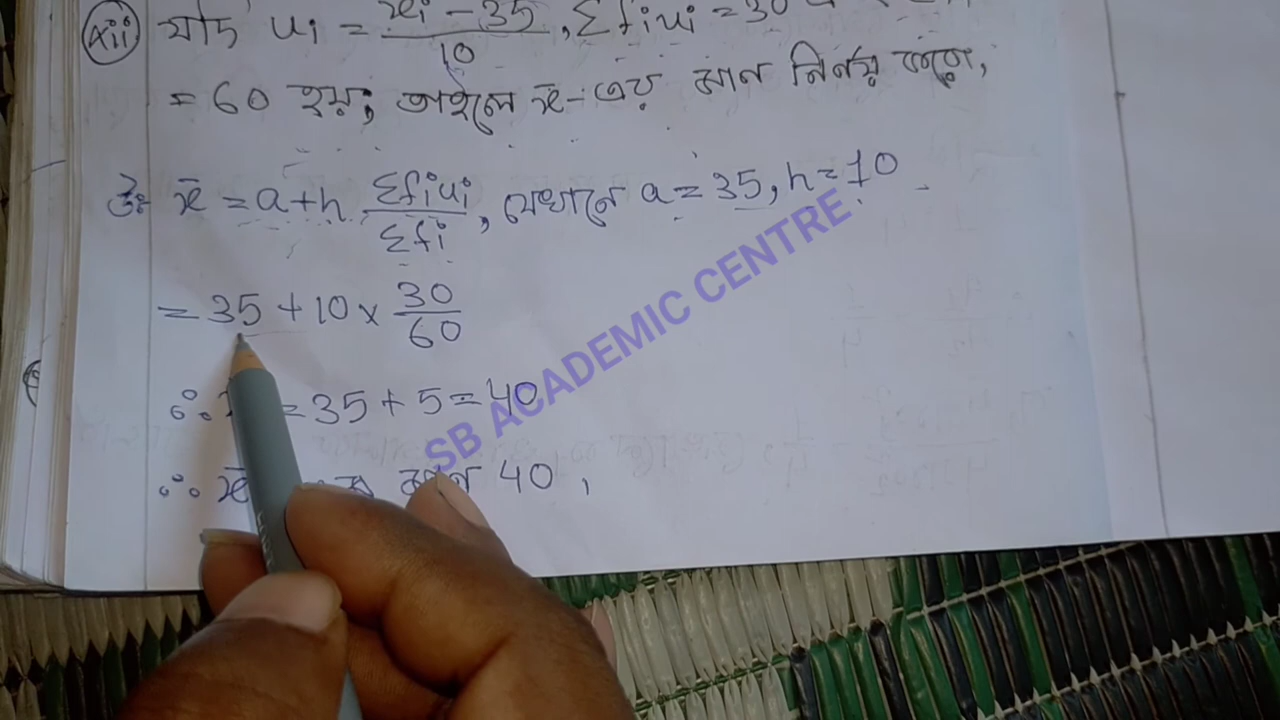 xii) যদি uᵢ = (xᵢ - 35)/10, Σfᵢuᵢ = 30
= 60 হয়; তাহলে x̄-এর মান নির্নয় করো,
উঃ x̄ = a+h Σfᵢuᵢ/Σfᵢ, যেখানে a = 35, h = 10
= 35 + 10 × 30/60
∴ = 35 + 5 = 40
∴ x̄ মান 40,
SB ACADEMIC CENTRE